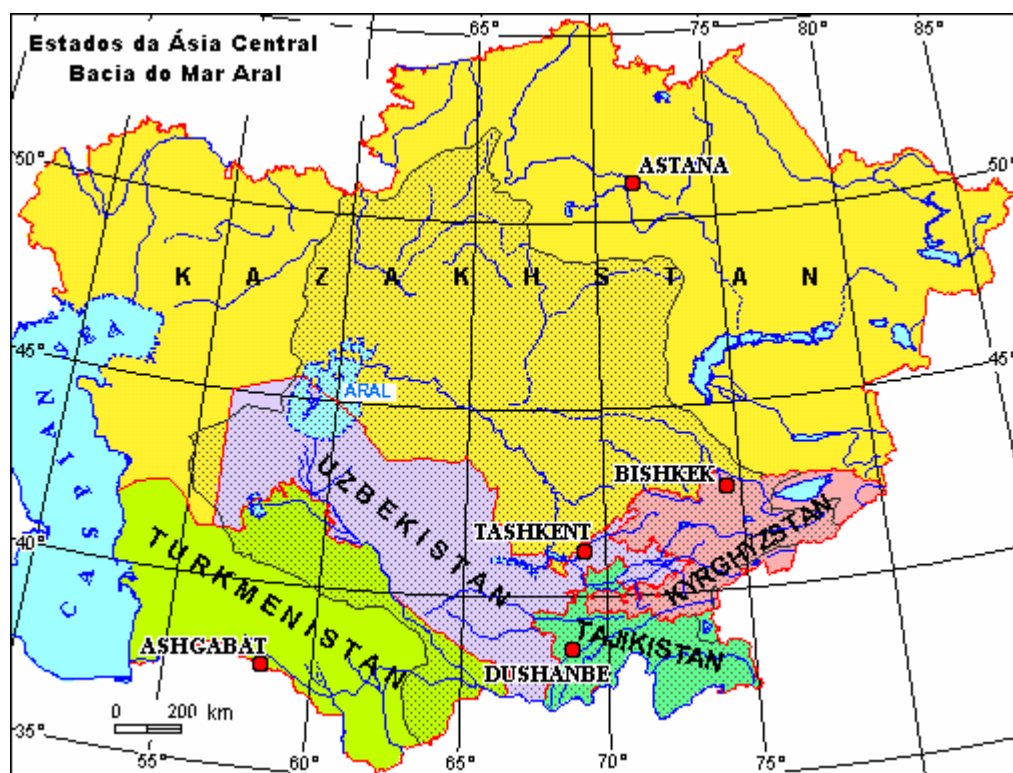 Estados da Ásia Central
Bacia do Mar Aral
65° 75° 80° 85°
50°
ASTANA
50°
K A Z A K H S T A N
45°
45°
ARAL
CASPIAN SEA
BISHKEK
UZBEKISTAN
TASHKENT
KYRGHYZSTAN
40°
TURKMENISTAN
TAJIKISTAN
ASHGABAT
DUSHANBE
0 200 km
35°
55° 60° 65° 70° 75°